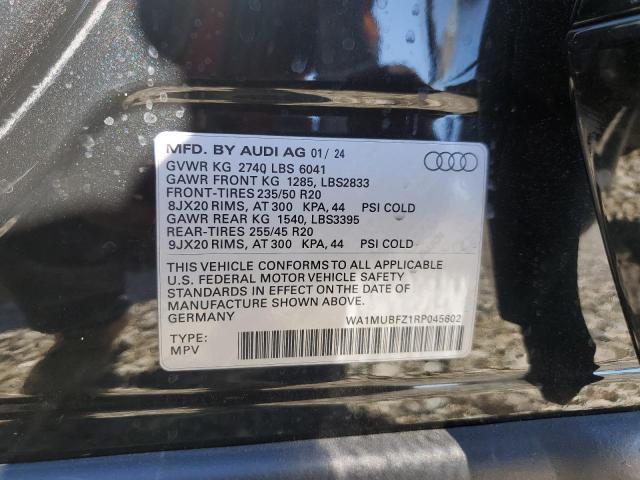 MFD. BY AUDI AG 01/ 24
GVWR KG 2740 LBS 6041
GAWR FRONT KG 1285, LBS2833
FRONT-TIRES 235/50 R20
8JX20 RIMS, AT 300 KPA, 44 PSI COLD
GAWR REAR KG 1540, LBS3395
REAR-TIRES 255/45 R20
9JX20 RIMS, AT 300 KPA, 44 PSI COLD
THIS VEHICLE CONFORMS TO ALL APPLICABLE
U.S. FEDERAL MOTOR VEHICLE SAFETY
STANDARDS IN EFFECT ON THE DATE OF
MANUFACTURE SHOWN ABOVE.
GERMANY WA1MUBFZ1RP045602
TYPE:
MPV